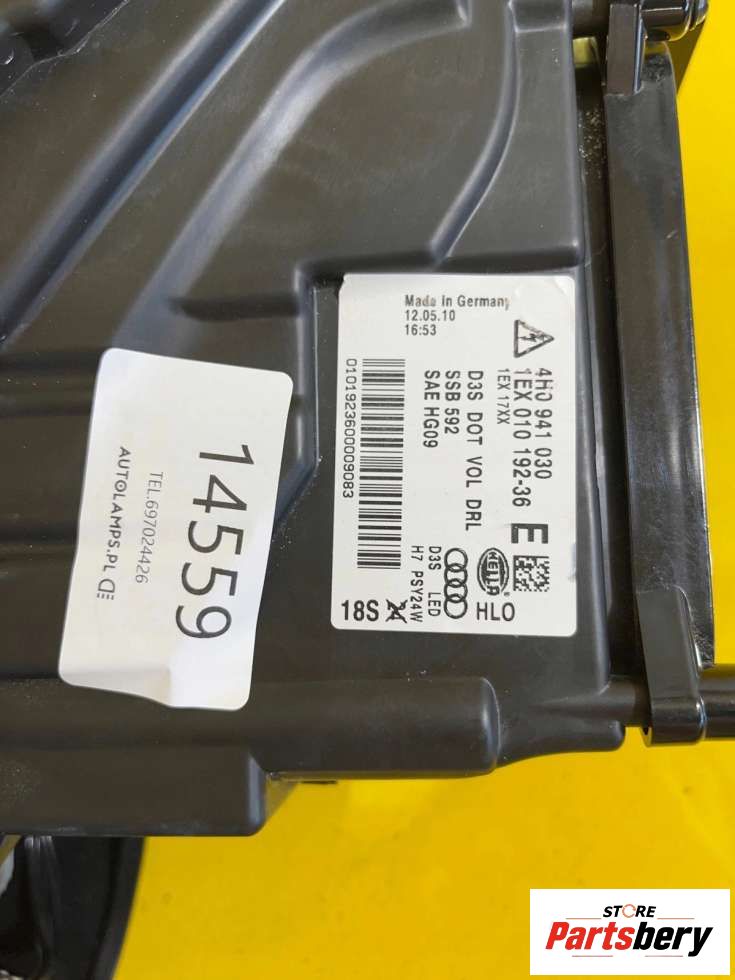 Made in Germany
12.05.10
16:53
4H0 941 030
1EX 010 192-36
1EX 17XX
E
D3S DOT VOL DRL
SSB 592
SAE HG09
0101923600009083
HELLA
D3S LED
H7 PSY24W
18S
HLO
14559
TEL.697024426
AUTOLAMPS.PL
STORE
Partsbery